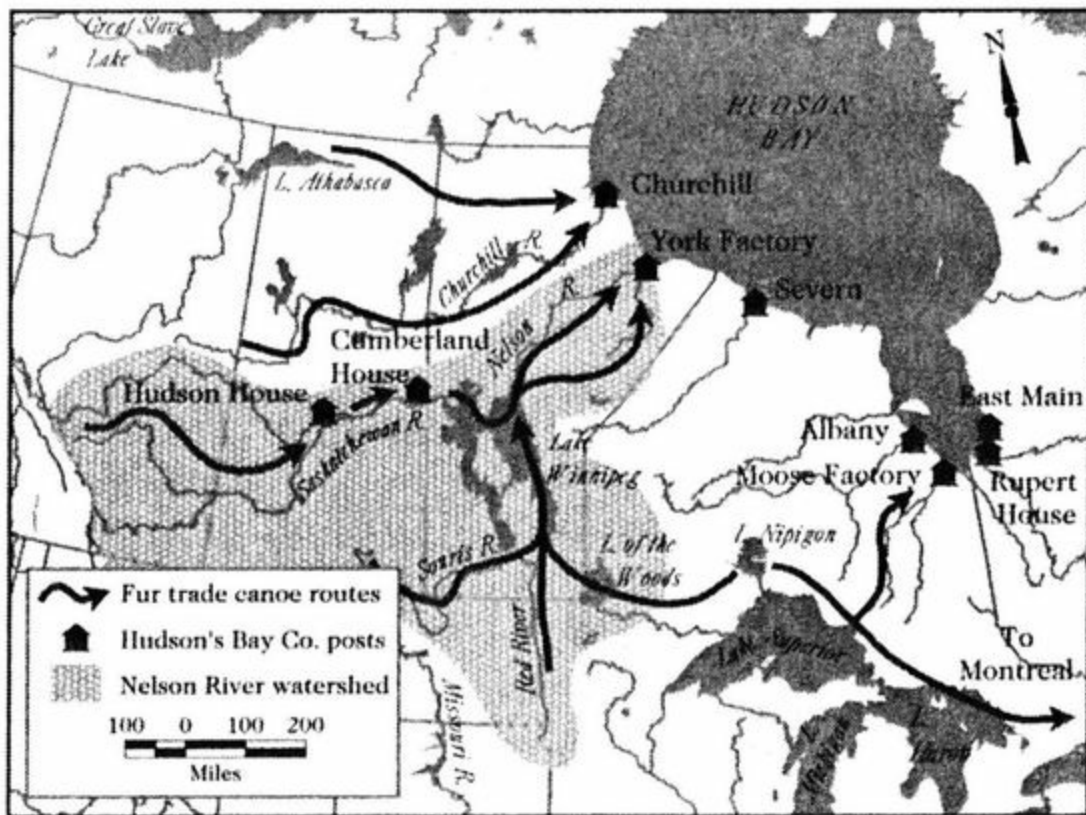 Great Slave
Lake
N
HUDSON
BAY
L. Athabasca
Churchill
Churchill R.
York Factory
Severn
Nelson R.
Cumberland
House
Hudson House
Saskatchewan R.
East Main
Albany
Moose Factory
Rupert
House
Lake
Winnipeg
L. Nipigon
L. of the
Woods
Souris R.
Red River
Missouri R.
Lake Superior
To
Montreal
L. Michigan
L. Huron
Fur trade canoe routes
Hudson's Bay Co. posts
Nelson River watershed
100 0 100 200
Miles